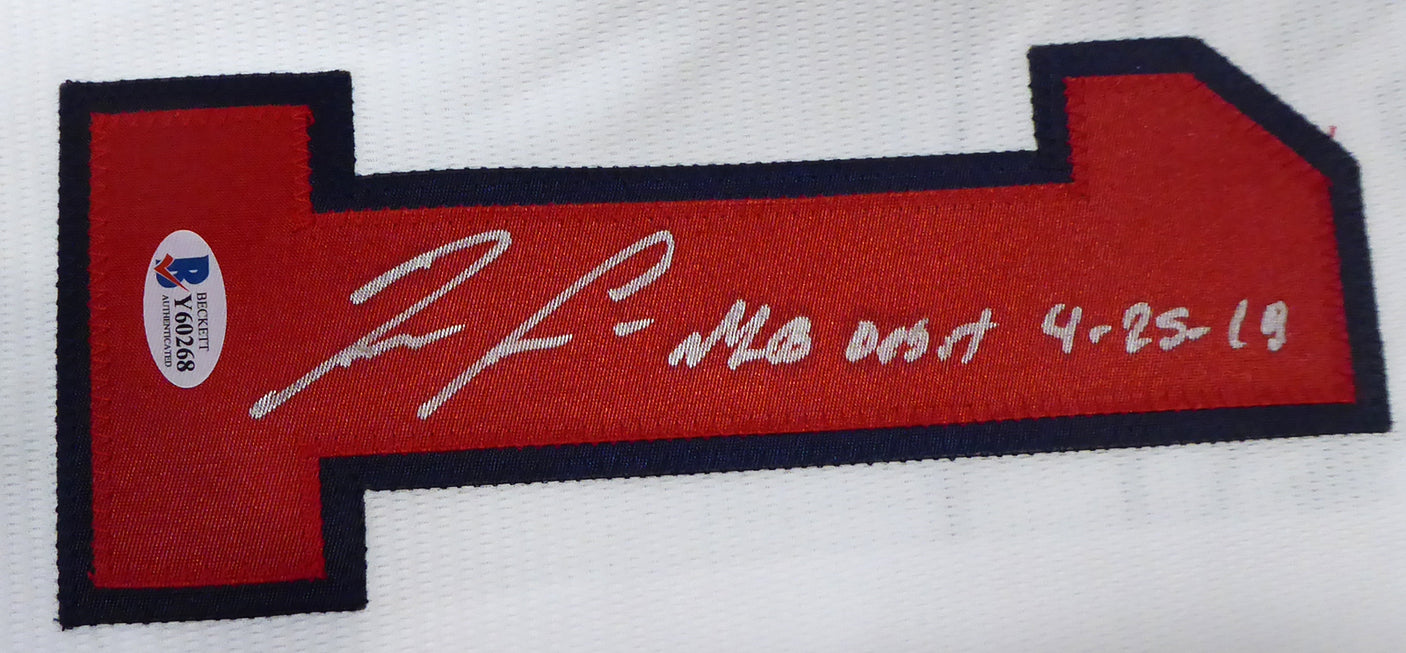 MLB Debut 4-25-19
BECKETT
Y60268
AUTHENTICATED